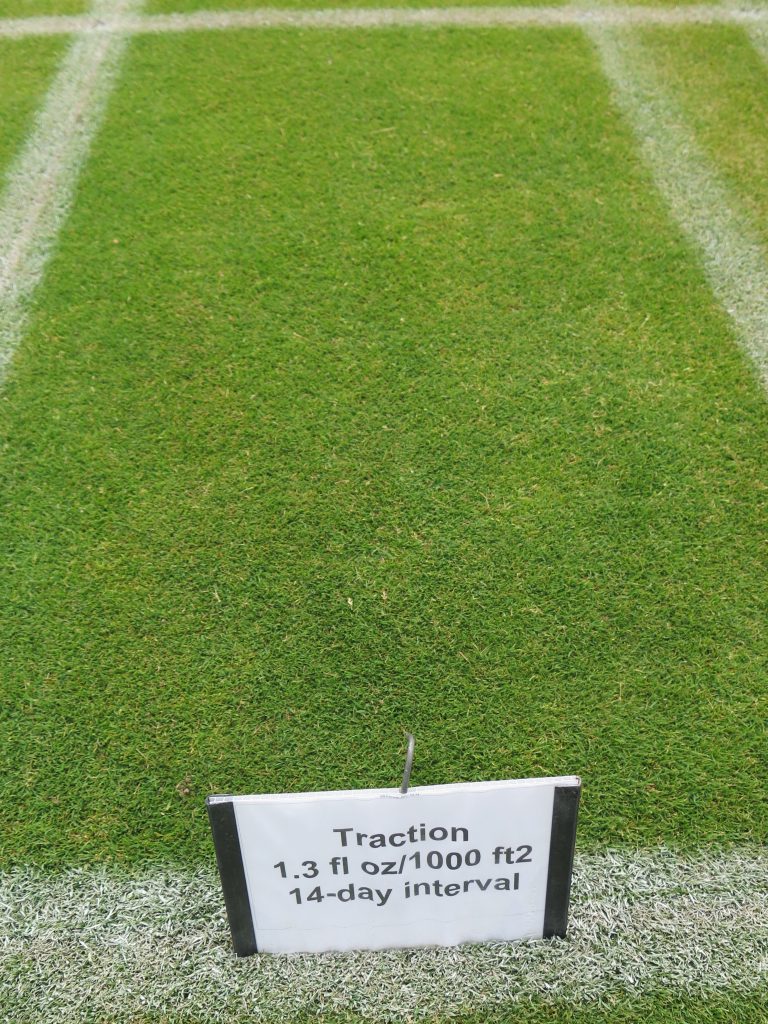 Traction
1.3 fl oz/1000 ft2
14-day interval